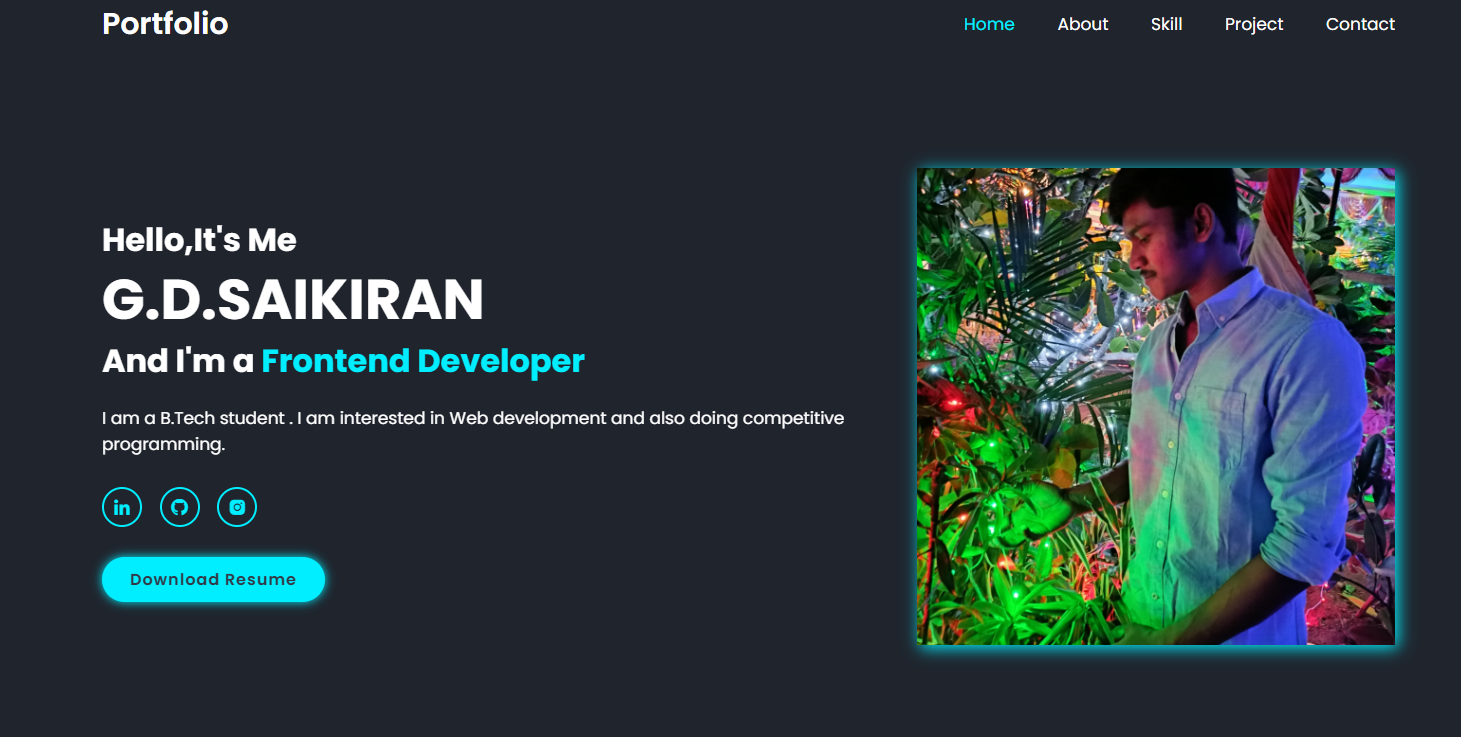 Portfolio
Home About Skill Project Contact
Hello,It's Me
G.D.SAIKIRAN
And I'm a Frontend Developer
I am a B.Tech student . I am interested in Web development and also doing competitive
programming.
in
Download Resume